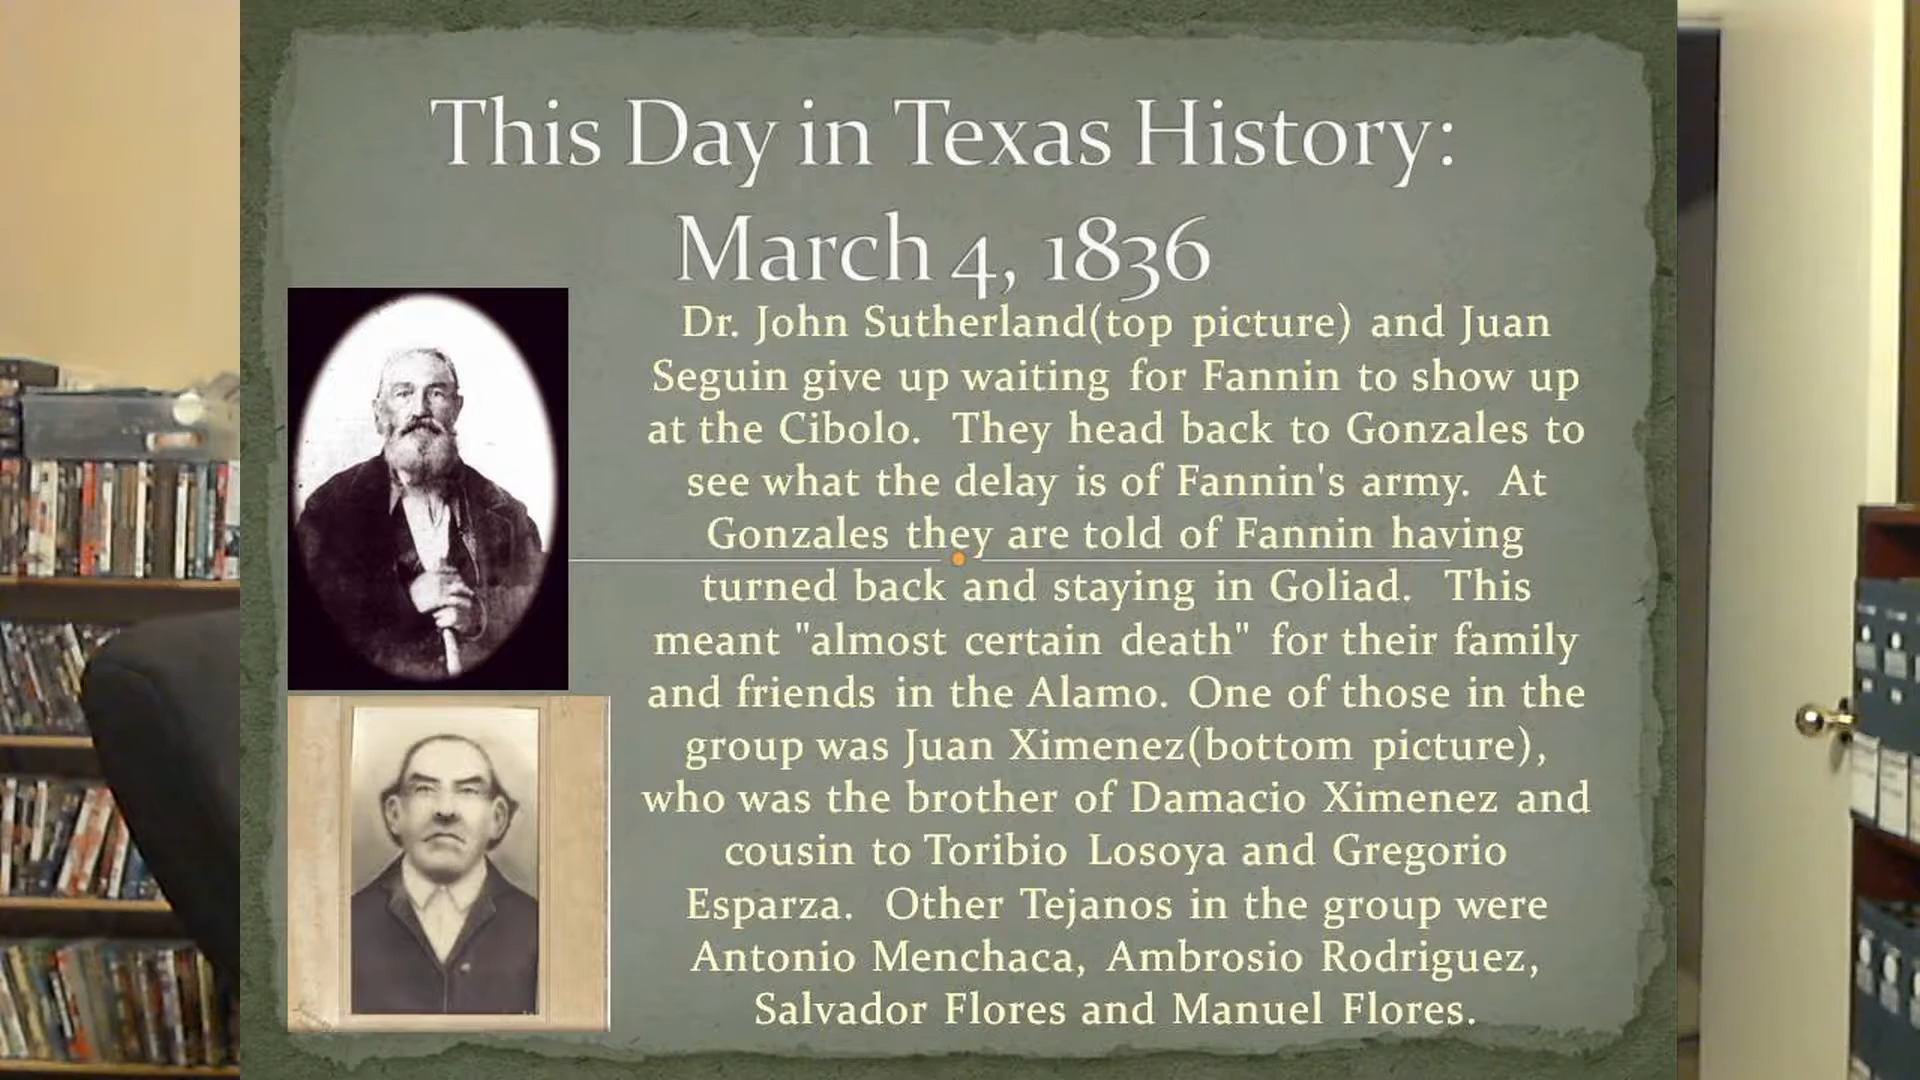 This Day in Texas History:
March 4, 1836
Dr. John Sutherland(top picture) and Juan
Seguin give up waiting for Fannin to show up
at the Cibolo.  They head back to Gonzales to
see what the delay is of Fannin's army.  At
Gonzales they are told of Fannin having
turned back and staying in Goliad.  This
meant "almost certain death" for their family
and friends in the Alamo. One of those in the
group was Juan Ximenez(bottom picture),
who was the brother of Damacio Ximenez and
cousin to Toribio Losoya and Gregorio
Esparza.  Other Tejanos in the group were
Antonio Menchaca, Ambrosio Rodriguez,
Salvador Flores and Manuel Flores.